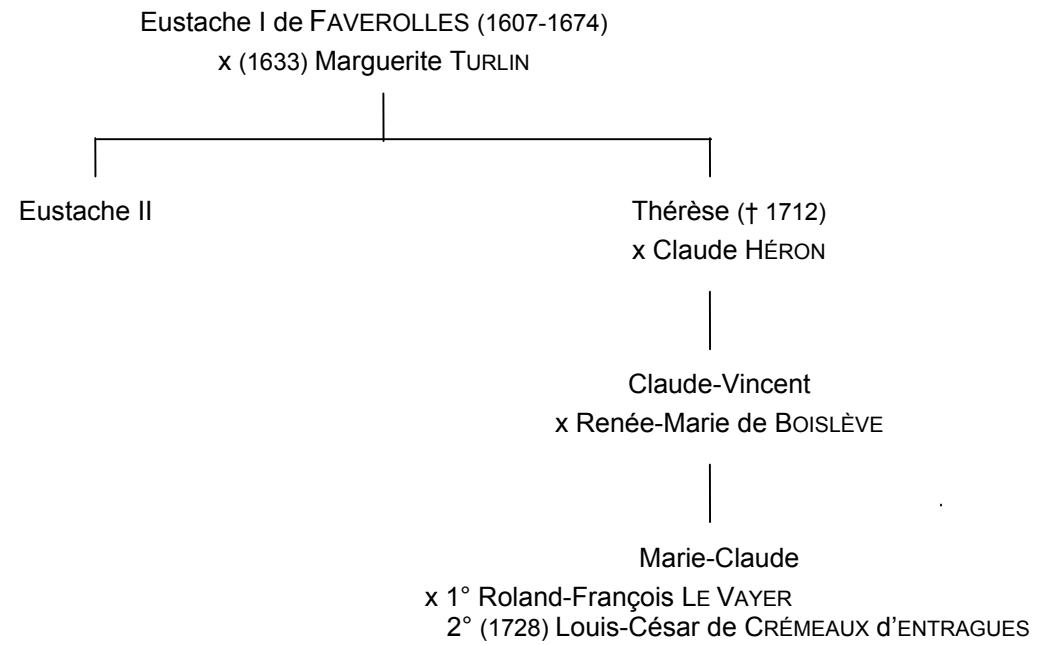 Eustache I de FAVEROLLES (1607-1674)
x (1633) Marguerite TURLIN
Eustache II
Thérèse († 1712)
x Claude HÉRON
Claude-Vincent
x Renée-Marie de BOISLÈVE
Marie-Claude
x 1° Roland-François LE VAYER
2° (1728) Louis-César de CRÉMEAUX d'ENTRAGUES